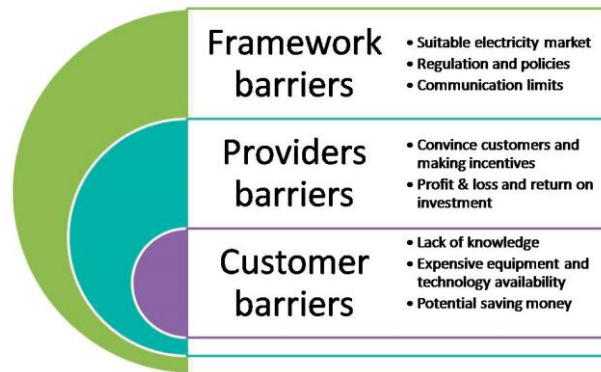 Framework
barriers
• Suitable electricity market
• Regulation and policies
• Communication limits
Providers
barriers
• Convince customers and
making incentives
• Profit & loss and return on
investment
Customer
barriers
• Lack of knowledge
• Expensive equipment and
technology availability
• Potential saving money